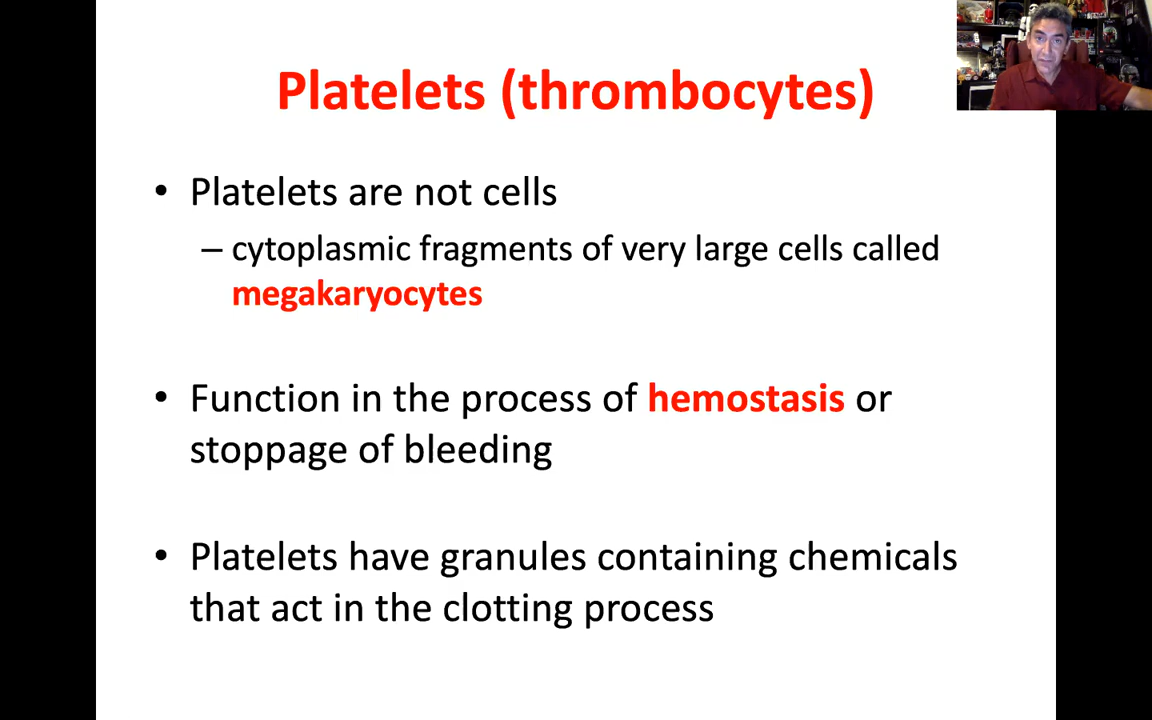 Platelets (thrombocytes)
• Platelets are not cells
– cytoplasmic fragments of very large cells called
megakaryocytes
• Function in the process of hemostasis or
stoppage of bleeding
• Platelets have granules containing chemicals
that act in the clotting process